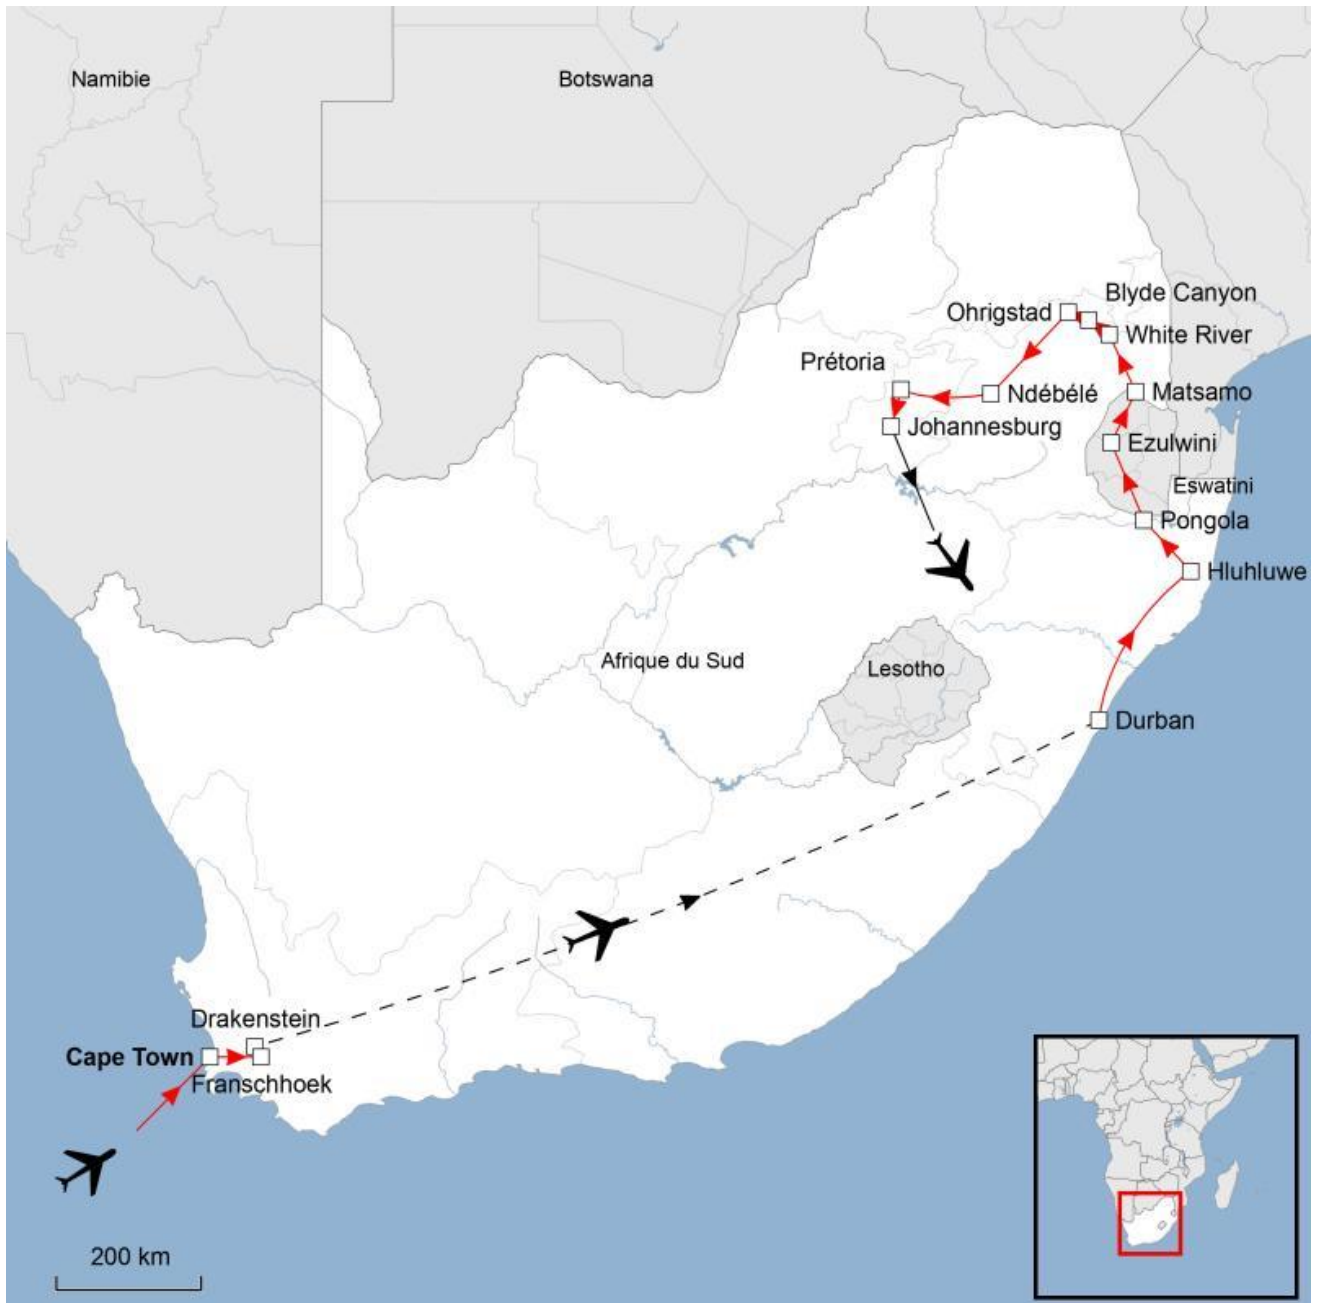 Namibie
Botswana
Blyde Canyon
Ohrigstad
White River
Prétoria
Ndébélé
Matsamo
Johannesburg
Ezulwini
Eswatini
Pongola
Hluhluwe
Afrique du Sud
Lesotho
Durban
Drakenstein
Cape Town
Franschhoek
200 km